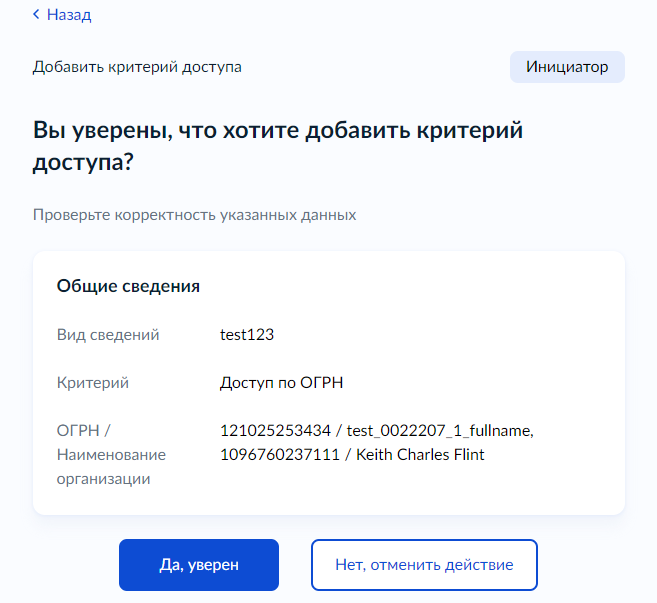 Назад
Добавить критерий доступа
Инициатор
Вы уверены, что хотите добавить критерий
доступа?
Проверьте корректность указанных данных
Общие сведения
Вид сведений test123
Критерий Доступ по ОГРН
ОГРН / 121025253434 / test_0022207_1_fullname,
Наименование 1096760237111 / Keith Charles Flint
организации
Да, уверен
Нет, отменить действие